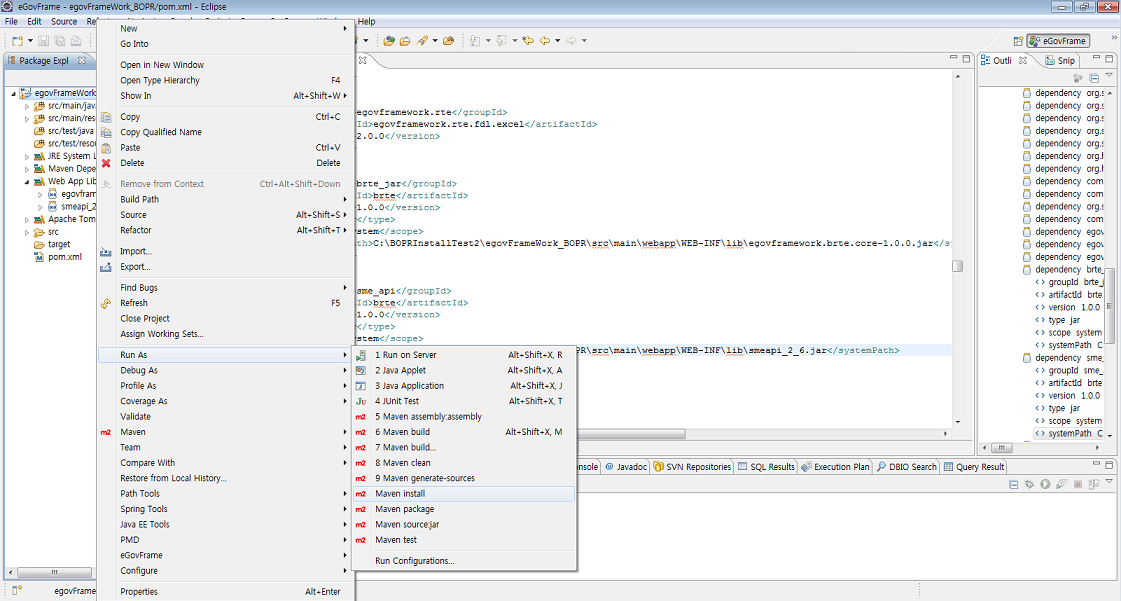 eGovFrame - egovFrameWork_BOPR/pom.xml - Eclipse
File Edit Source Help
eGovFrame
Package Expl
egovFrameWork
src/main/java
src/main/res
src/test/java
src/test/resou
JRE System L
Maven Depe
Web App Lib
egovfram
smeapi_2
Apache Tom
src
target
pom.xml
New
Go Into
Open in New Window
Open Type Hierarchy F4
Show In Alt+Shift+W
Copy Ctrl+C
Copy Qualified Name
Paste Ctrl+V
Delete Delete
Remove from Context Ctrl+Alt+Shift+Down
Build Path
Source Alt+Shift+S
Refactor Alt+Shift+T
Import...
Export...
Find Bugs
Refresh F5
Close Project
Assign Working Sets...
Run As
Debug As
Profile As
Coverage As
Validate
Maven
Team
Compare With
Restore from Local History...
Path Tools
Spring Tools
Java EE Tools
PMD
eGovFrame
Configure
Properties Alt+Enter
1 Run on Server Alt+Shift+X, R
2 Java Applet Alt+Shift+X, A
3 Java Application Alt+Shift+X, J
4 JUnit Test Alt+Shift+X, T
5 Maven assembly:assembly
6 Maven build Alt+Shift+X, M
7 Maven build...
8 Maven clean
9 Maven generate-sources
Maven install
Maven package
Maven source:jar
Maven test
Run Configurations...
egovframework.rte</groupId>
Id>egovframework.rte.fdl.excel</artifactId>
2.0.0</version>
brte_jar</groupId>
Id>brte</artifactId>
1.0.0</version>
</type>
stem</scope>
ath>C:\BOPRInstallTest2\egovFrameWork_BOPR\src\main\webapp\WEB-INF\lib\egovframework.brte.core-1.0.0.jar</s
sme_api</groupId>
Id>brte</artifactId>
1.0.0</version>
</type>
stem</scope>
PR\src\main\webapp\WEB-INF\lib\smeapi_2_6.jar</systemPath>
Outli Snip
dependency org.s
dependency org.s
dependency org.s
dependency org.s
dependency org.s
dependency org.h
dependency org.s
dependency com
dependency com
dependency org.s
dependency com
dependency egov
dependency egov
dependency egov
dependency brte_
groupId brte_j
artifactId brte
version 1.0.0
type jar
scope system
systemPath C
dependency sme_
groupId sme_
artifactId brte
version 1.0.0
type jar
scope system
systemPath C
onsole Javadoc SVN Repositories SQL Results Execution Plan DBIO Search Query Result
egovFrame